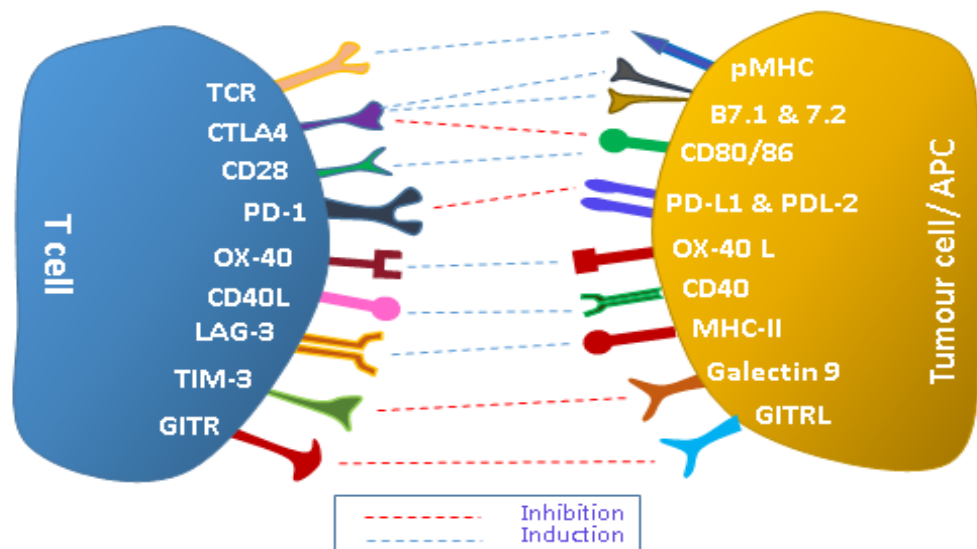 T cell
TCR
CTLA4
CD28
PD-1
OX-40
CD40L
LAG-3
TIM-3
GITR
pMHC
B7.1 & 7.2
CD80/86
PD-L1 & PDL-2
OX-40 L
CD40
MHC-II
Galectin 9
GITRL
Tumour cell/ APC
Inhibition
Induction